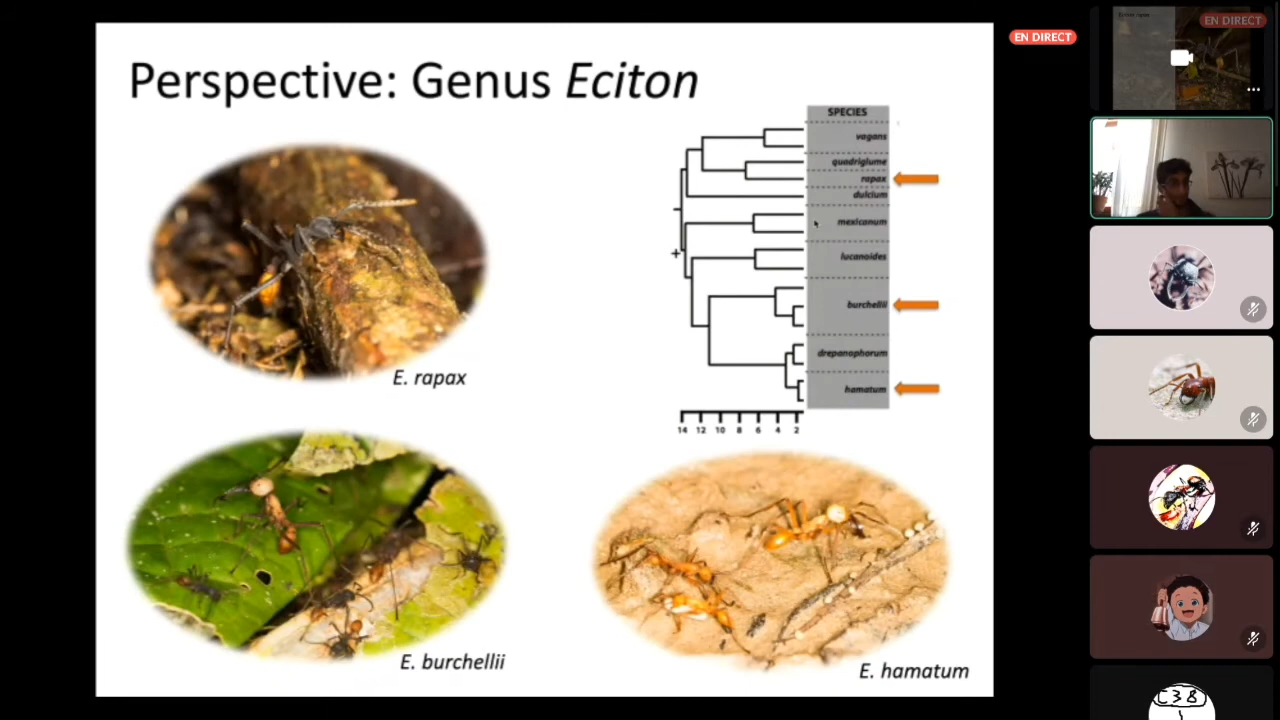 Perspective: Genus Eciton
EN DIRECT
EN DIRECT
SPECIES
vagans
quadriglume
rapax
dulcium
mexicanum
lucanoides
burchellii
drepanophorum
hamatum
14 12 10 8 6 4 2
E. rapax
E. burchellii
E. hamatum
C38